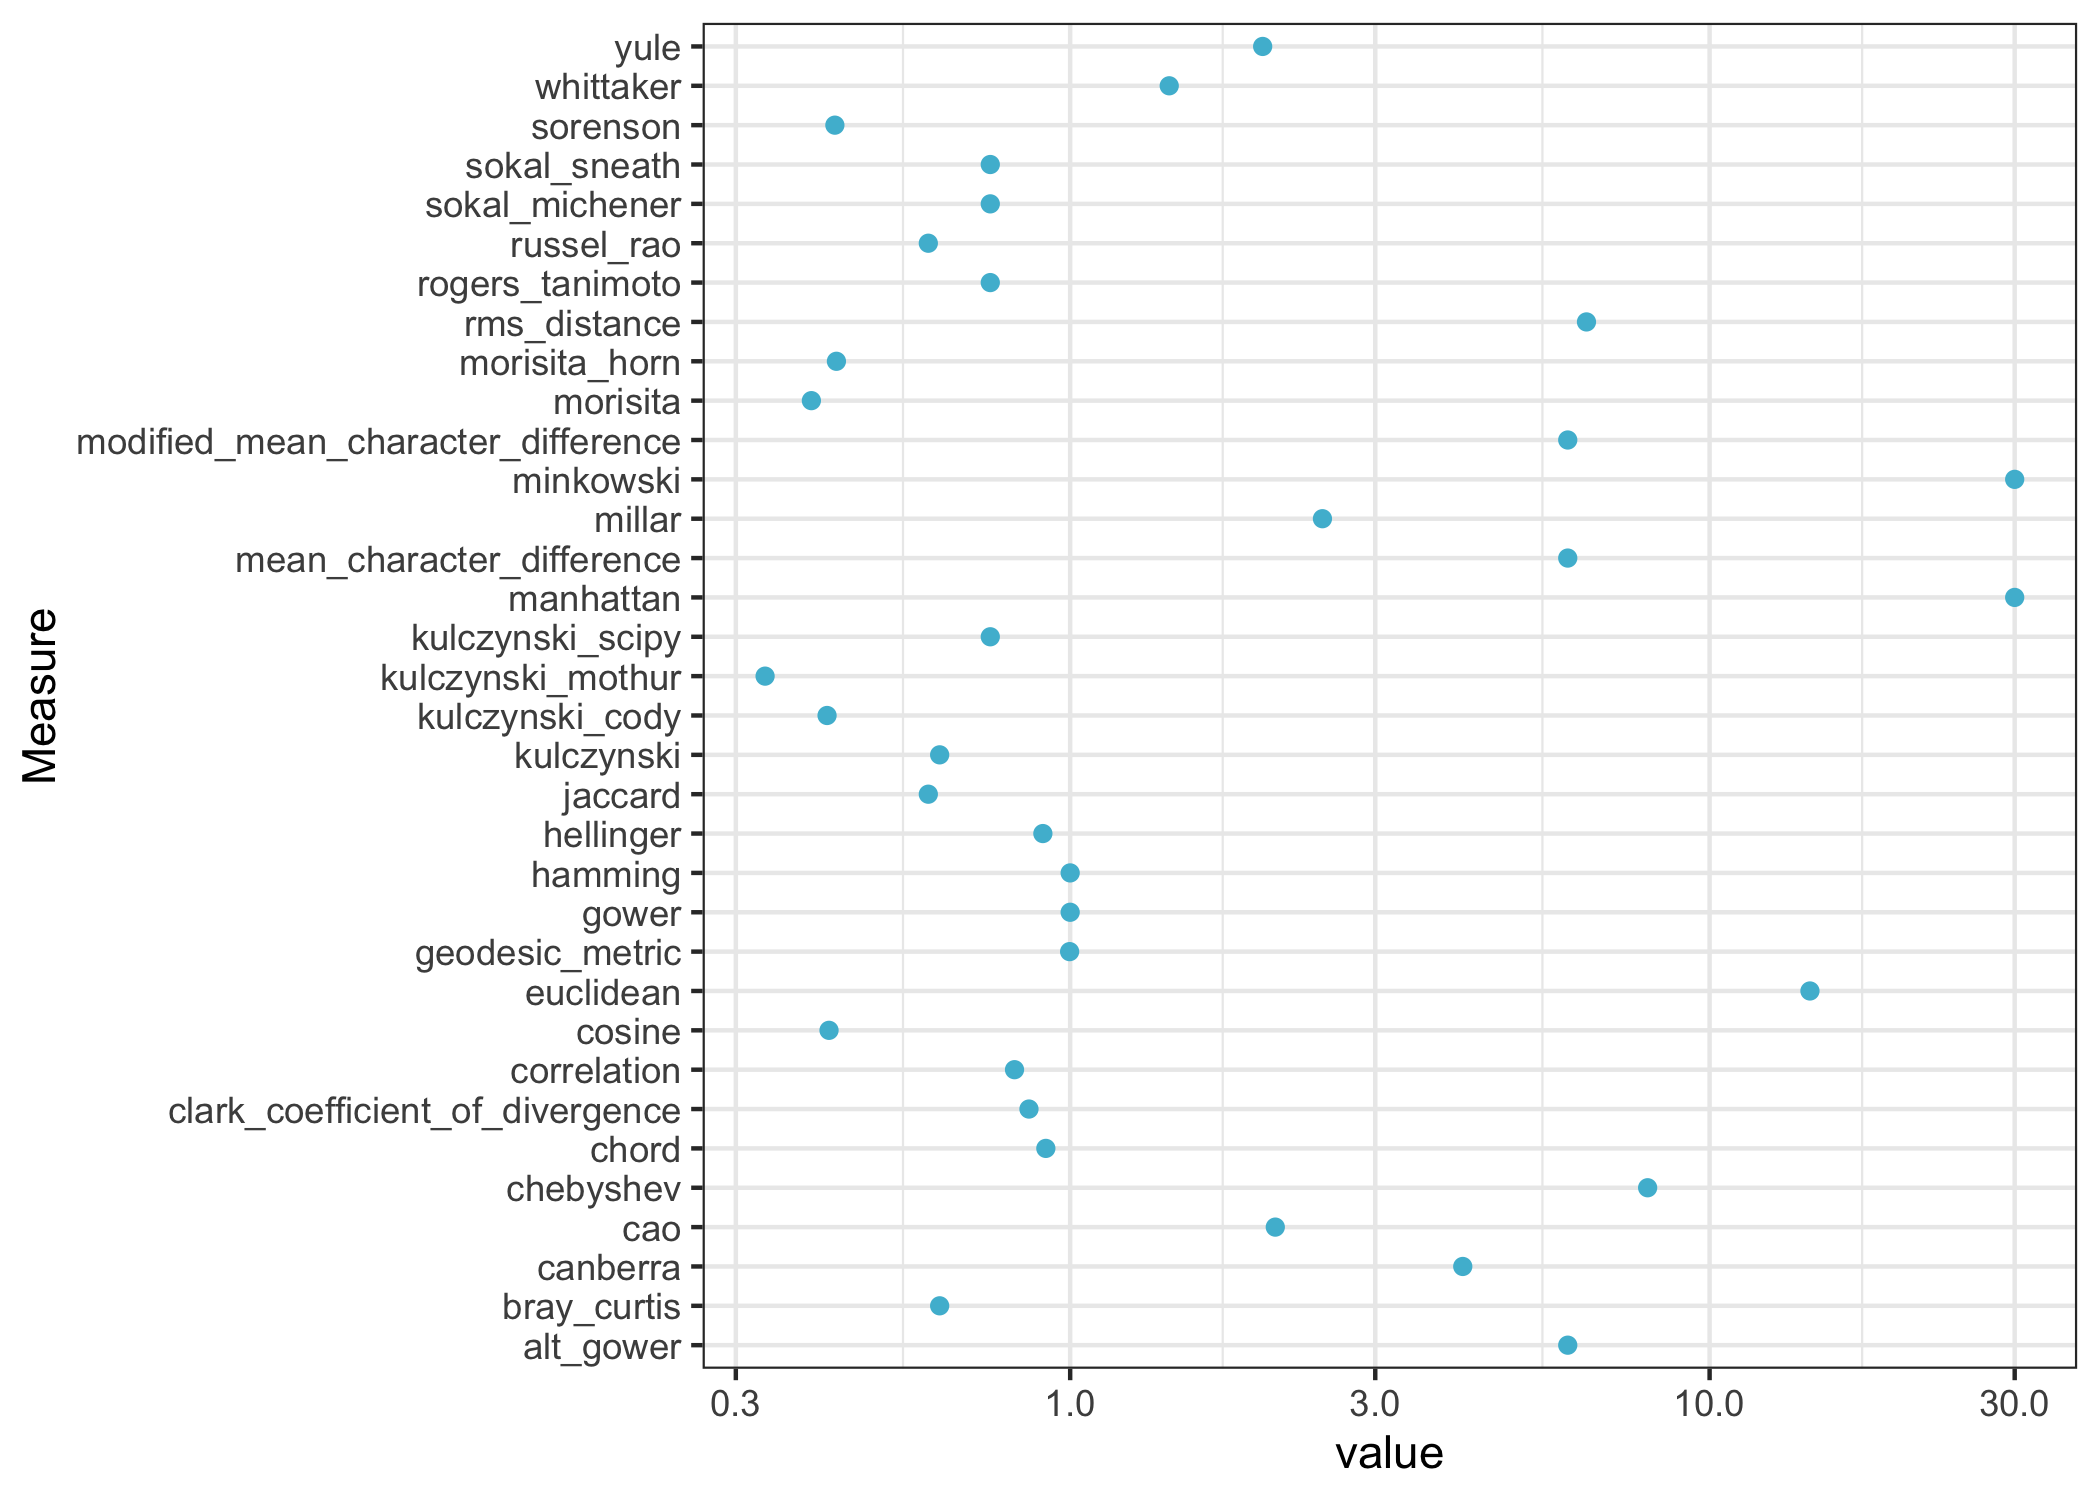 yule
whittaker
sorenson
sokal_sneath
sokal_michener
russel_rao
rogers_tanimoto
rms_distance
morisita_horn
morisita
modified_mean_character_difference
minkowski
millar
mean_character_difference
manhattan
kulczynski_scipy
kulczynski_mothur
kulczynski_cody
kulczynski
jaccard
hellinger
hamming
gower
geodesic_metric
euclidean
cosine
correlation
clark_coefficient_of_divergence
chord
chebyshev
cao
canberra
bray_curtis
alt_gower
Measure
0.3 1.0 3.0 10.0 30.0
value